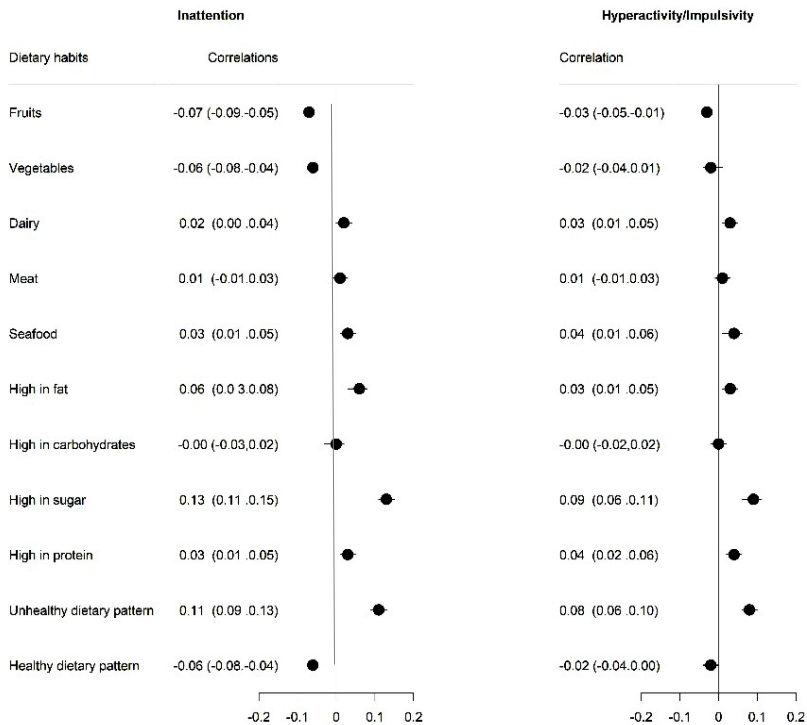 Inattention Hyperactivity/Impulsivity
Dietary habits Correlations Correlation
Fruits -0.07 (-0.09.-0.05) -0.03 (-0.05.-0.01)
Vegetables -0.06 (-0.08.-0.04) -0.02 (-0.04.0.01)
Dairy 0.02 (0.00 .0.04) 0.03 (0.01 .0.05)
Meat 0.01 (-0.01.0.03) 0.01 (-0.01.0.03)
Seafood 0.03 (0.01 .0.05) 0.04 (0.01 .0.06)
High in fat 0.06 (0.0 3.0.08) 0.03 (0.01 .0.05)
High in carbohydrates -0.00 (-0.03,0.02) -0.00 (-0.02,0.02)
High in sugar 0.13 (0.11 .0.15) 0.09 (0.06 .0.11)
High in protein 0.03 (0.01 .0.05) 0.04 (0.02 .0.06)
Unhealthy dietary pattern 0.11 (0.09 .0.13) 0.08 (0.06 .0.10)
Healthy dietary pattern -0.06 (-0.08.-0.04) -0.02 (-0.04.0.00)
-0.2 -0.1 0 0.1 0.2 -0.2 -0.1 0 0.1 0.2